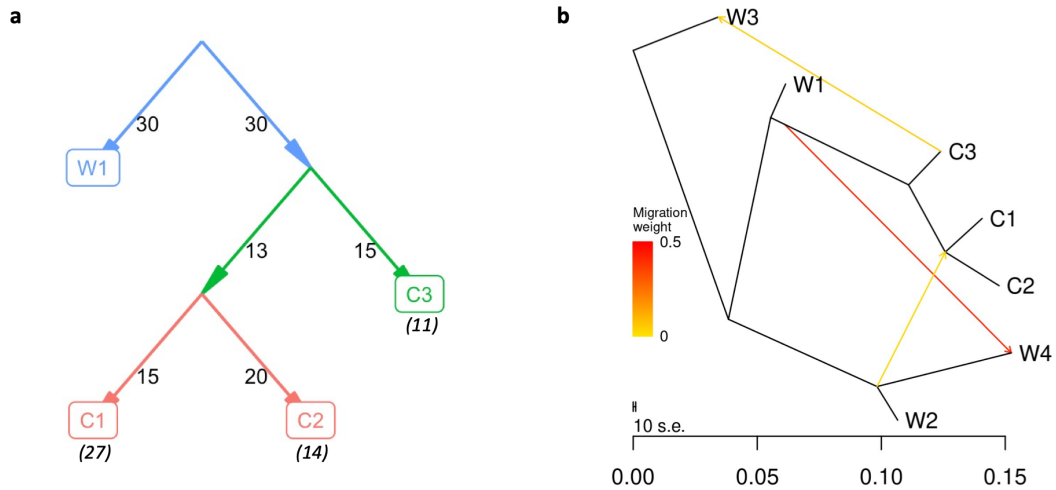 a
30
30
W1
13
15
C3
(11)
15
20
C1
C2
(27)
(14)
b
W3
W1
C3
C1
C2
W4
W2
Migration
weight
0.5
0
10 s.e.
0.00 0.05 0.10 0.15